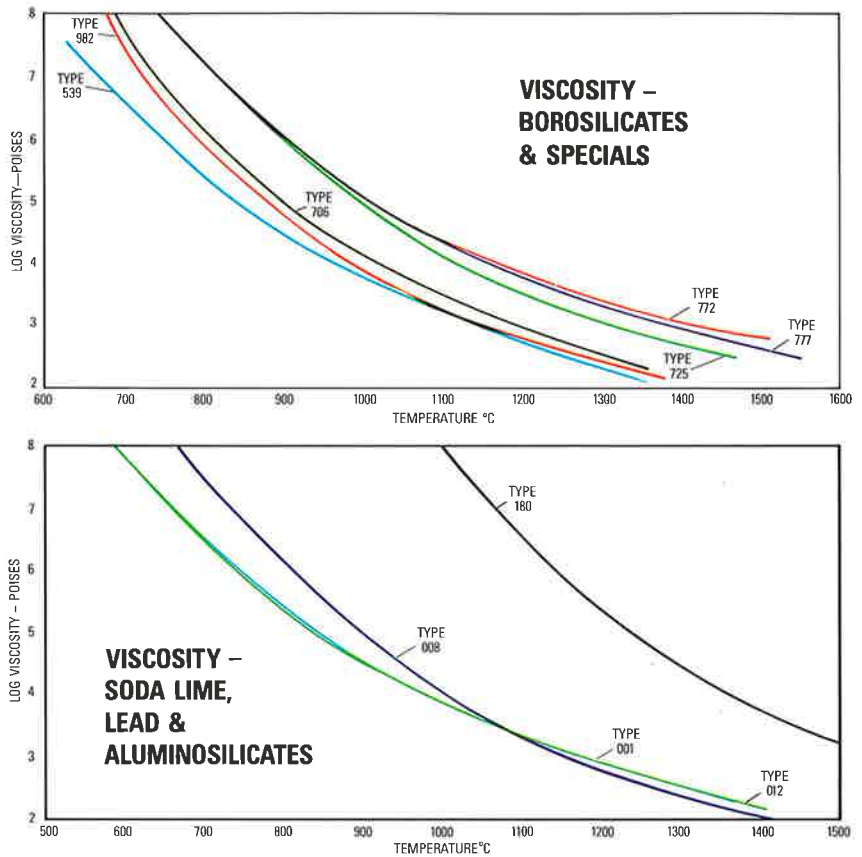 8
7
6
5
4
3
2
LOG VISCOSITY—POISES
TYPE
982
TYPE
539
TYPE
706
VISCOSITY –
BOROSILICATES
& SPECIALS
TYPE
772
TYPE
777
TYPE
725
600 700 800 900 1000 1100 1200 1300 1400 1500 1600
TEMPERATURE °C
8
7
6
5
4
3
2
LOG VISCOSITY – POISES
TYPE
180
TYPE
008
VISCOSITY –
SODA LIME,
LEAD &
ALUMINOSILICATES
TYPE
001
TYPE
012
500 600 700 800 900 1000 1100 1200 1300 1400 1500
TEMPERATURE°C